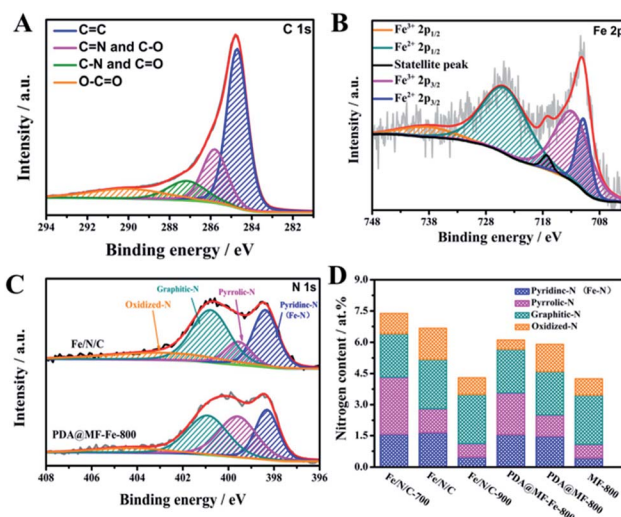 A
C 1s
C=C
C=N and C-O
C-N and C=O
O-C=O
Intensity / a.u.
294 292 290 288 286 284 282
Binding energy / eV
B
Fe 2p
Fe³⁺ 2p₁/₂
Fe²⁺ 2p₁/₂
Statellite peak
Fe³⁺ 2p₃/₂
Fe²⁺ 2p₃/₂
Intensity / a.u.
748 738 728 718 708
Binding energy / eV
C
N 1s
Graphitic-N
Oxidized-N
Pyrrolic-N
Pyridinc-N
(Fe-N)
Fe/N/C
PDA@MF-Fe-800
Intensity / a.u.
408 406 404 402 400 398 396
Binding energy / eV
D
Pyridinc-N (Fe-N)
Pyrrolic-N
Graphitic-N
Oxidized-N
Nitrogen content / at.%
9.0
7.5
6.0
4.5
3.0
1.5
0
Fe/N/C-700
Fe/N/C
Fe/N/C-900
PDA@MF-Fe-800
PDA@MF-800
MF-800